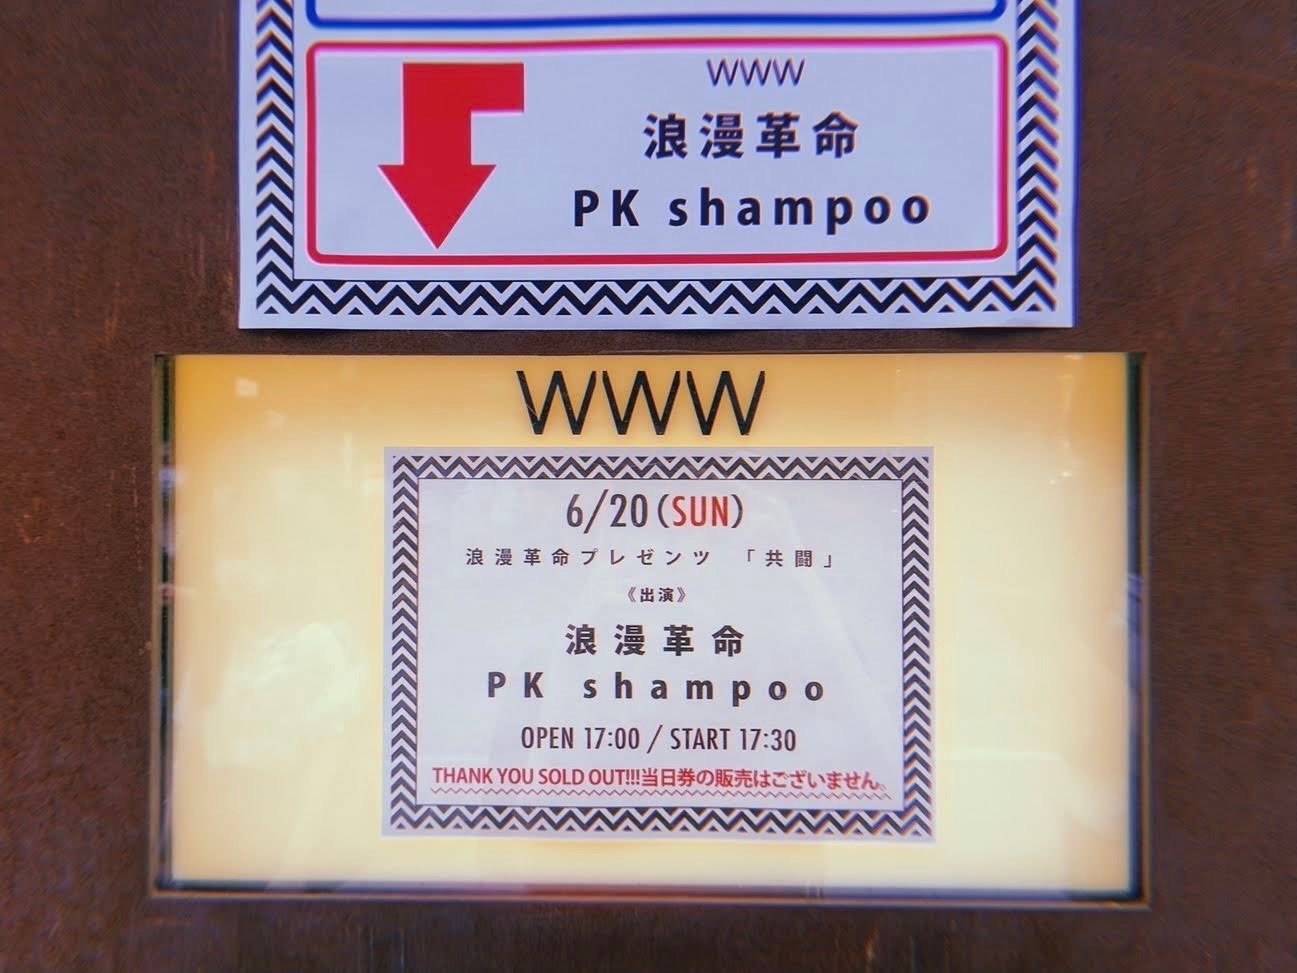 WWW
浪漫革命
PK shampoo
WWW
6/20(SUN)
浪漫革命プレゼンツ 「共闘」
《出演》
浪漫革命
PK shampoo
OPEN 17:00 / START 17:30
THANK YOU SOLD OUT!!!当日券の販売はございません。